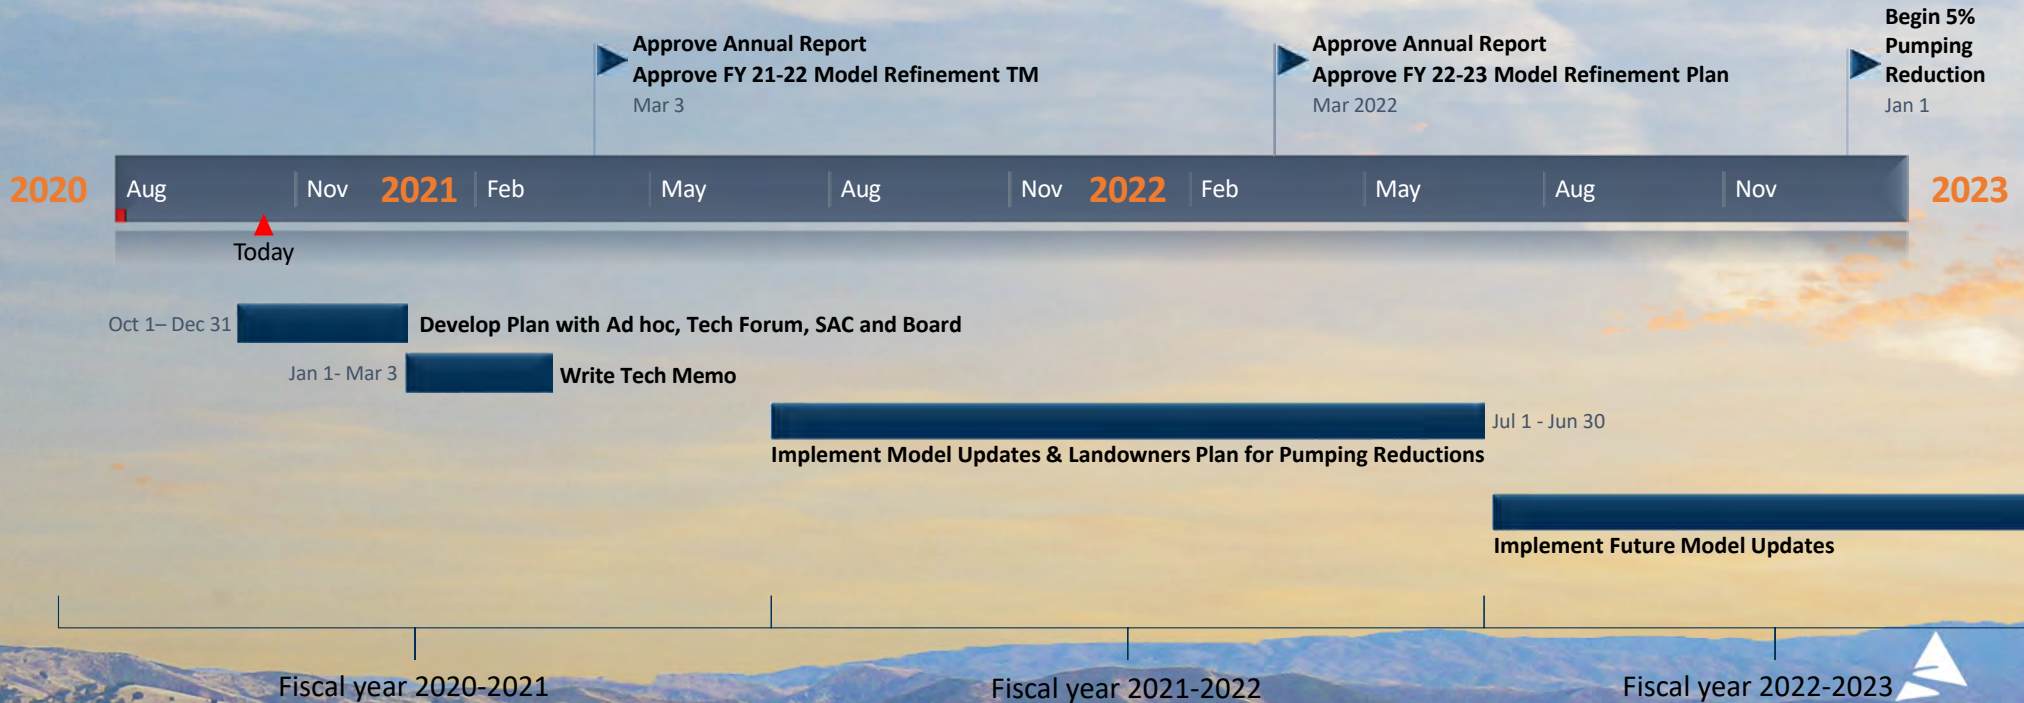 Approve Annual Report
Approve FY 21-22 Model Refinement TM
Mar 3
Approve Annual Report
Approve FY 22-23 Model Refinement Plan
Mar 2022
Begin 5%
Pumping
Reduction
Jan 1
2020 Aug Nov 2021 Feb May Aug Nov 2022 Feb May Aug Nov 2023
Today
Oct 1– Dec 31 Develop Plan with Ad hoc, Tech Forum, SAC and Board
Jan 1- Mar 3 Write Tech Memo
Jul 1 - Jun 30
Implement Model Updates & Landowners Plan for Pumping Reductions
Implement Future Model Updates
Fiscal year 2020-2021 Fiscal year 2021-2022 Fiscal year 2022-2023